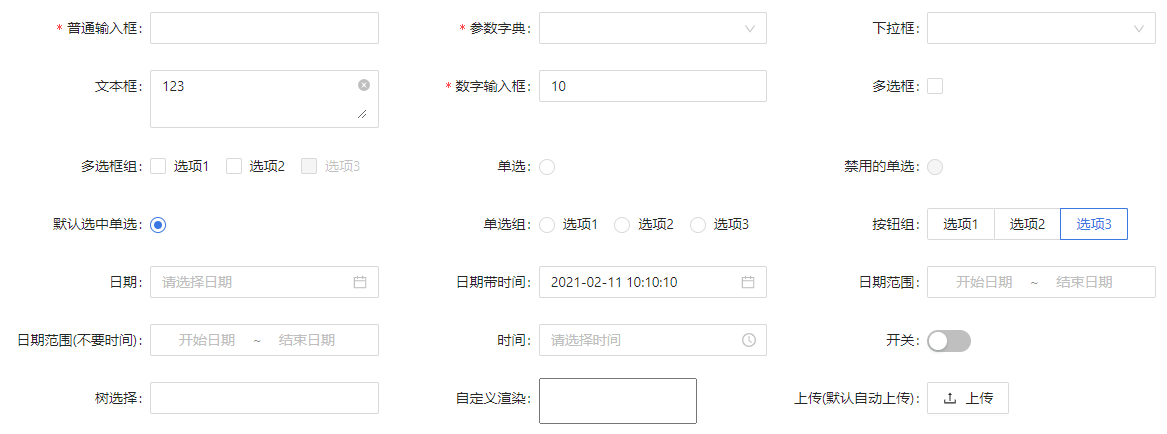 * 普通输入框: * 参数字典: 下拉框:
文本框: 123 * 数字输入框: 10 多选框:
多选框组: 选项1 选项2 选项3 单选: 禁用的单选:
默认选中单选: 单选组: 选项1 选项2 选项3 按钮组: 选项1 选项2 选项3
日期: 请选择日期 日期带时间: 2021-02-11 10:10:10 日期范围: 开始日期 ~ 结束日期
日期范围(不要时间): 开始日期 ~ 结束日期 时间: 请选择时间 开关:
树选择: 自定义渲染: 上传(默认自动上传): 上传